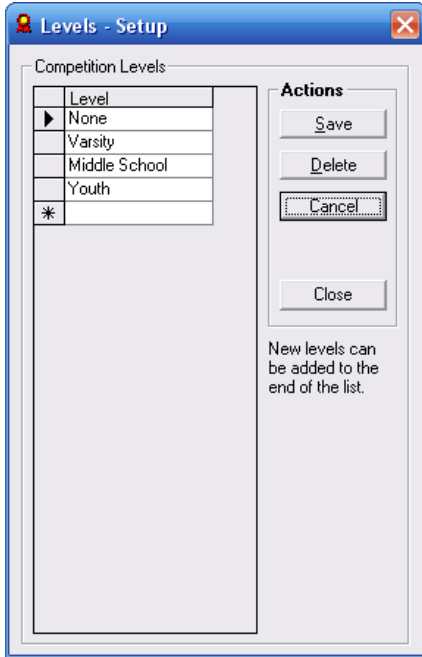 Levels - Setup
Competition Levels
Level
None
Varsity
Middle School
Youth
Actions
Save
Delete
Cancel
Close
New levels can
be added to the
end of the list.